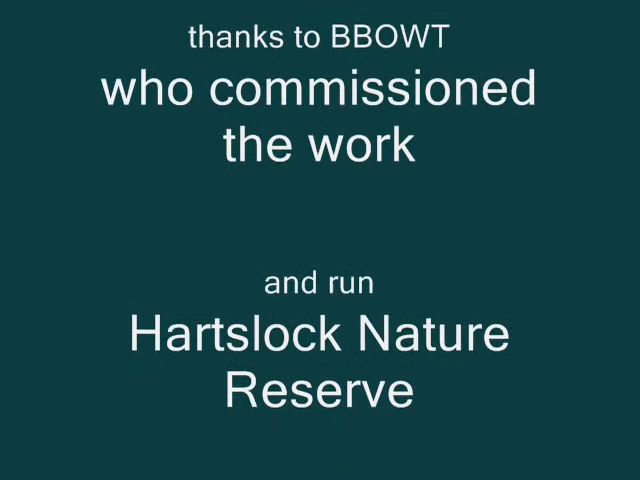 thanks to BBOWT
who commissioned
the work
and run
Hartslock Nature
Reserve